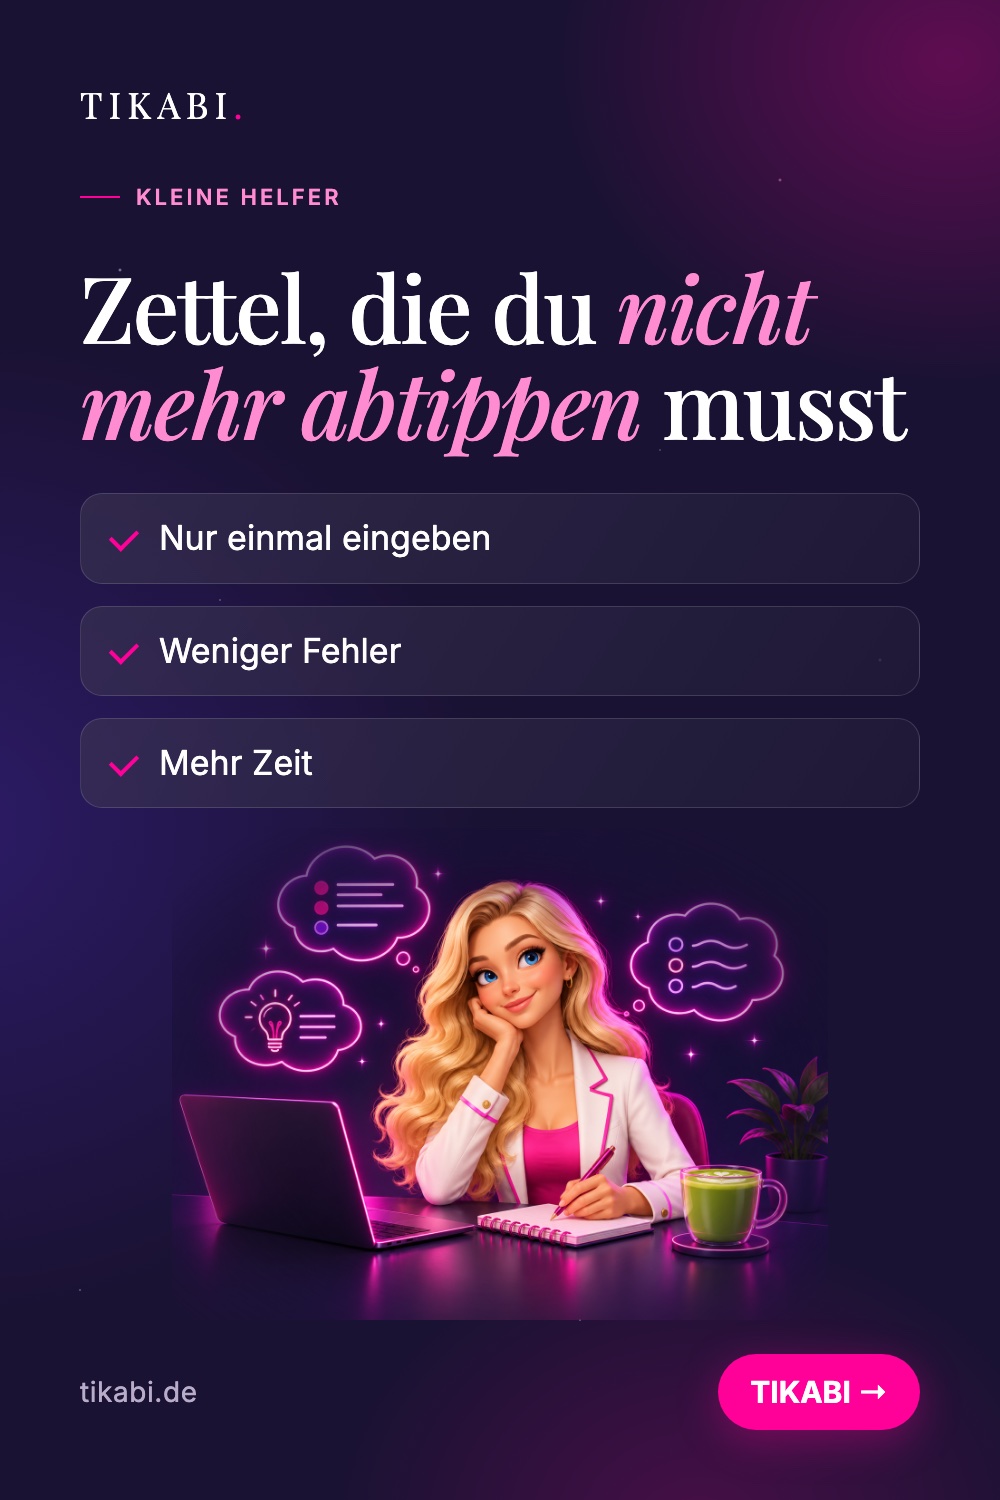 TIKABI.
KLEINE HELFER
Zettel, die du nicht
mehr abtippen musst
Nur einmal eingeben
Weniger Fehler
Mehr Zeit
tikabi.de
TIKABI →